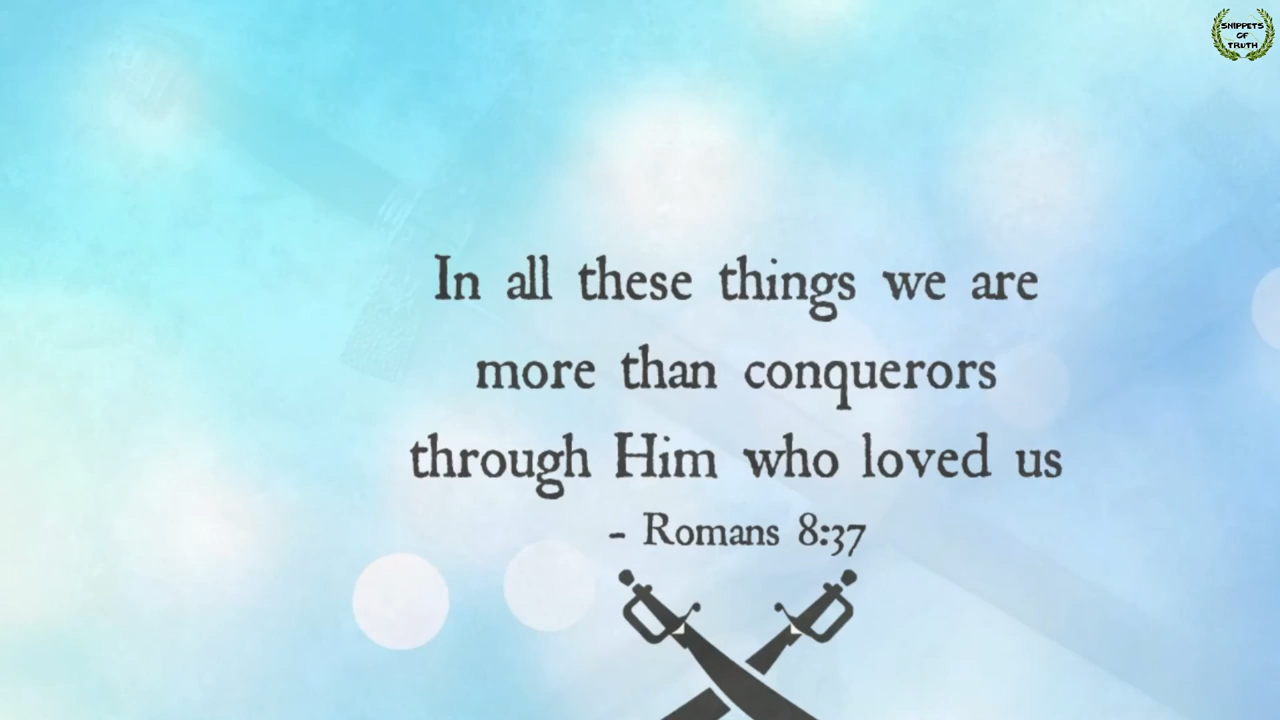 SNIPPETS
OF
TRUTH
In all these things we are
more than conquerors
through Him who loved us
- Romans 8:37